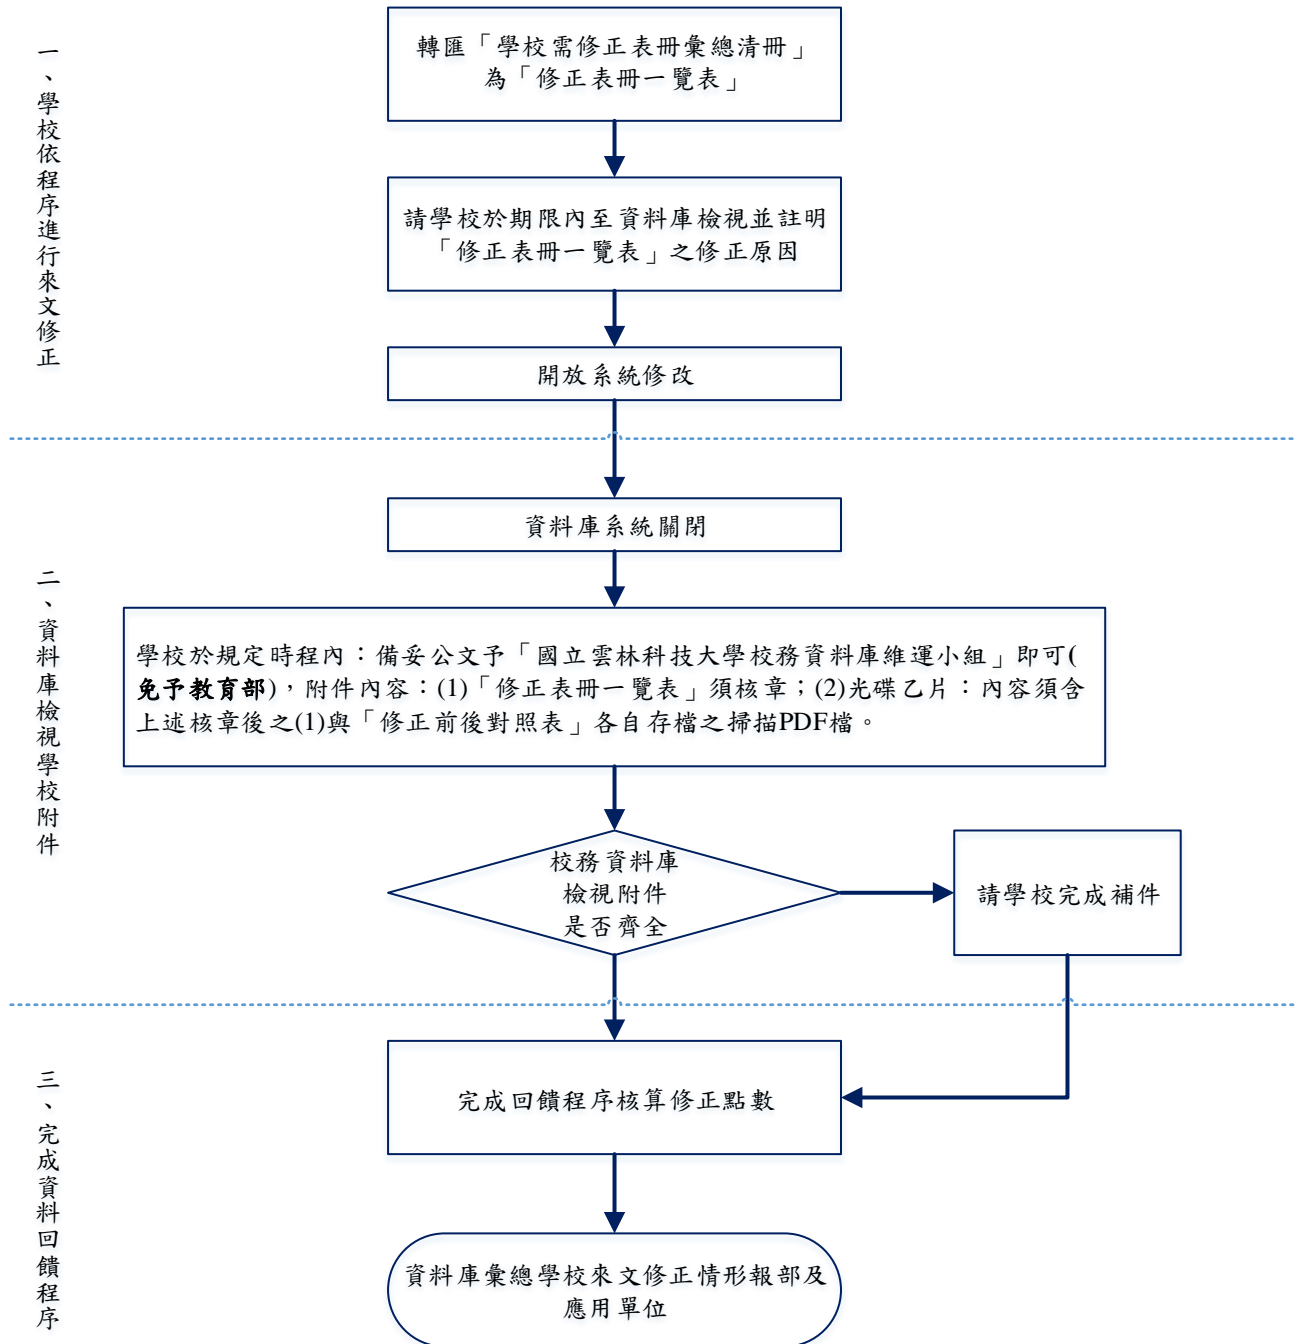 一、學校依程序進行來文修正
轉匯「學校需修正表冊彙總清冊」
為「修正表冊一覽表」
請學校於期限內至資料庫檢視並註明
「修正表冊一覽表」之修正原因
開放系統修改
二、資料庫檢視學校附件
資料庫系統關閉
學校於規定時程內：備妥公文予「國立雲林科技大學校務資料庫維運小組」即可(
免予教育部)，附件內容：(1)「修正表冊一覽表」須核章；(2)光碟乙片：內容須含
上述核章後之(1)與「修正前後對照表」各自存檔之掃描PDF檔。
校務資料庫
檢視附件
是否齊全
請學校完成補件
三、完成資料回饋程序
完成回饋程序核算修正點數
資料庫彙總學校來文修正情形報部及
應用單位